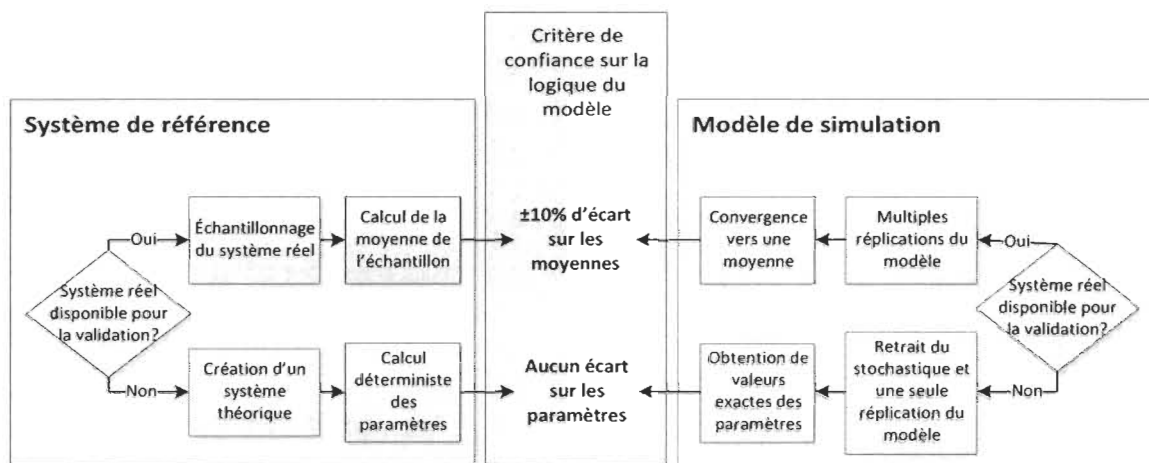 Critère de
confiance sur la
logique du
modèle
Système de référence
Oui
Échantillonnage
du système réel
Calcul de la
moyenne de
l'échantillon
Système réel
disponible pour
la validation?
Non
Création d'un
système
théorique
Calcul
déterministe
des
paramètres
±10% d'écart
sur les
moyennes
Aucun écart
sur les
paramètres
Modèle de simulation
Convergence
vers une
moyenne
Multiples
réplications du
modèle
Oui
Système réel
disponible pour
la validation?
Obtention de
valeurs
exactes des
paramètres
Retrait du
stochastique et
une seule
réplication du
modèle
Non